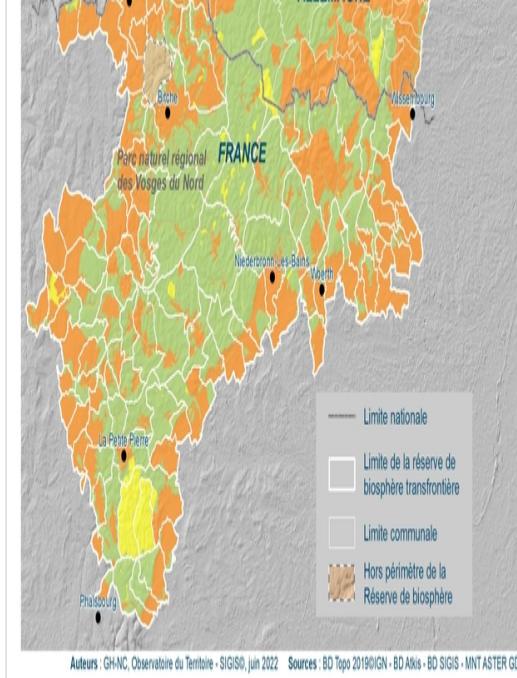 Bitche
Wissembourg
Parc naturel régional
des Vosges du Nord
FRANCE
Niederbronn-Les-Bains
Woerth
La Petite Pierre
Phalsbourg
Limite nationale
Limite de la réserve de
biosphère transfrontière
Limite communale
Hors périmètre de la
Réserve de biosphère
Auteurs : GH-NC, Observatoire du Territoire - SIGIS©, juin 2022 Sources : BD Topo 2019©IGN - BD Atkis - BD SIGIS - MNT ASTER